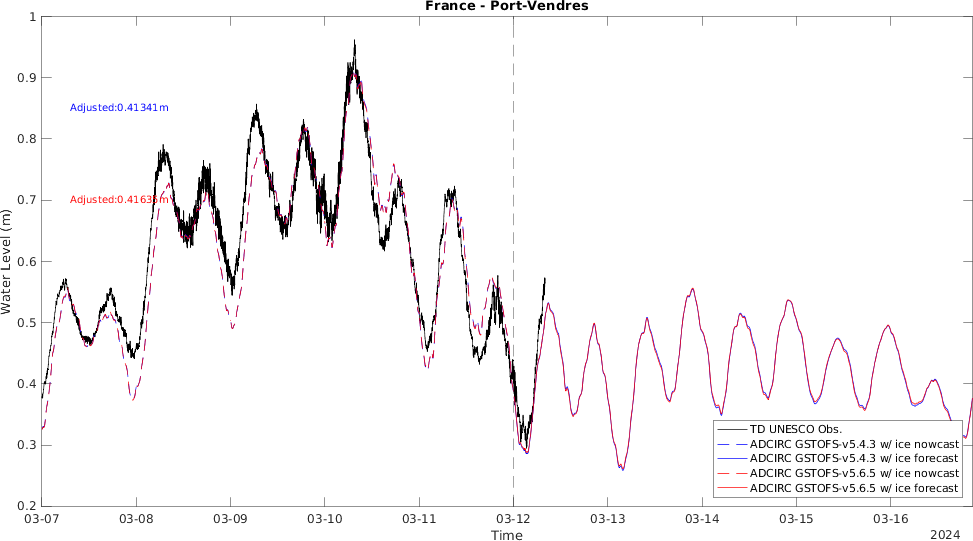 France - Port-Vendres
1
0.9
0.8
0.7
0.6
0.5
0.4
0.3
0.2
Water Level (m)
Adjusted:0.41341m
Adjusted:0.41635m
TD UNESCO Obs.
ADCIRC GSTOFS-v5.4.3 w/ ice nowcast
ADCIRC GSTOFS-v5.4.3 w/ ice forecast
ADCIRC GSTOFS-v5.6.5 w/ ice nowcast
ADCIRC GSTOFS-v5.6.5 w/ ice forecast
03-07 03-08 03-09 03-10 03-11 03-12 03-13 03-14 03-15 03-16
Time
2024